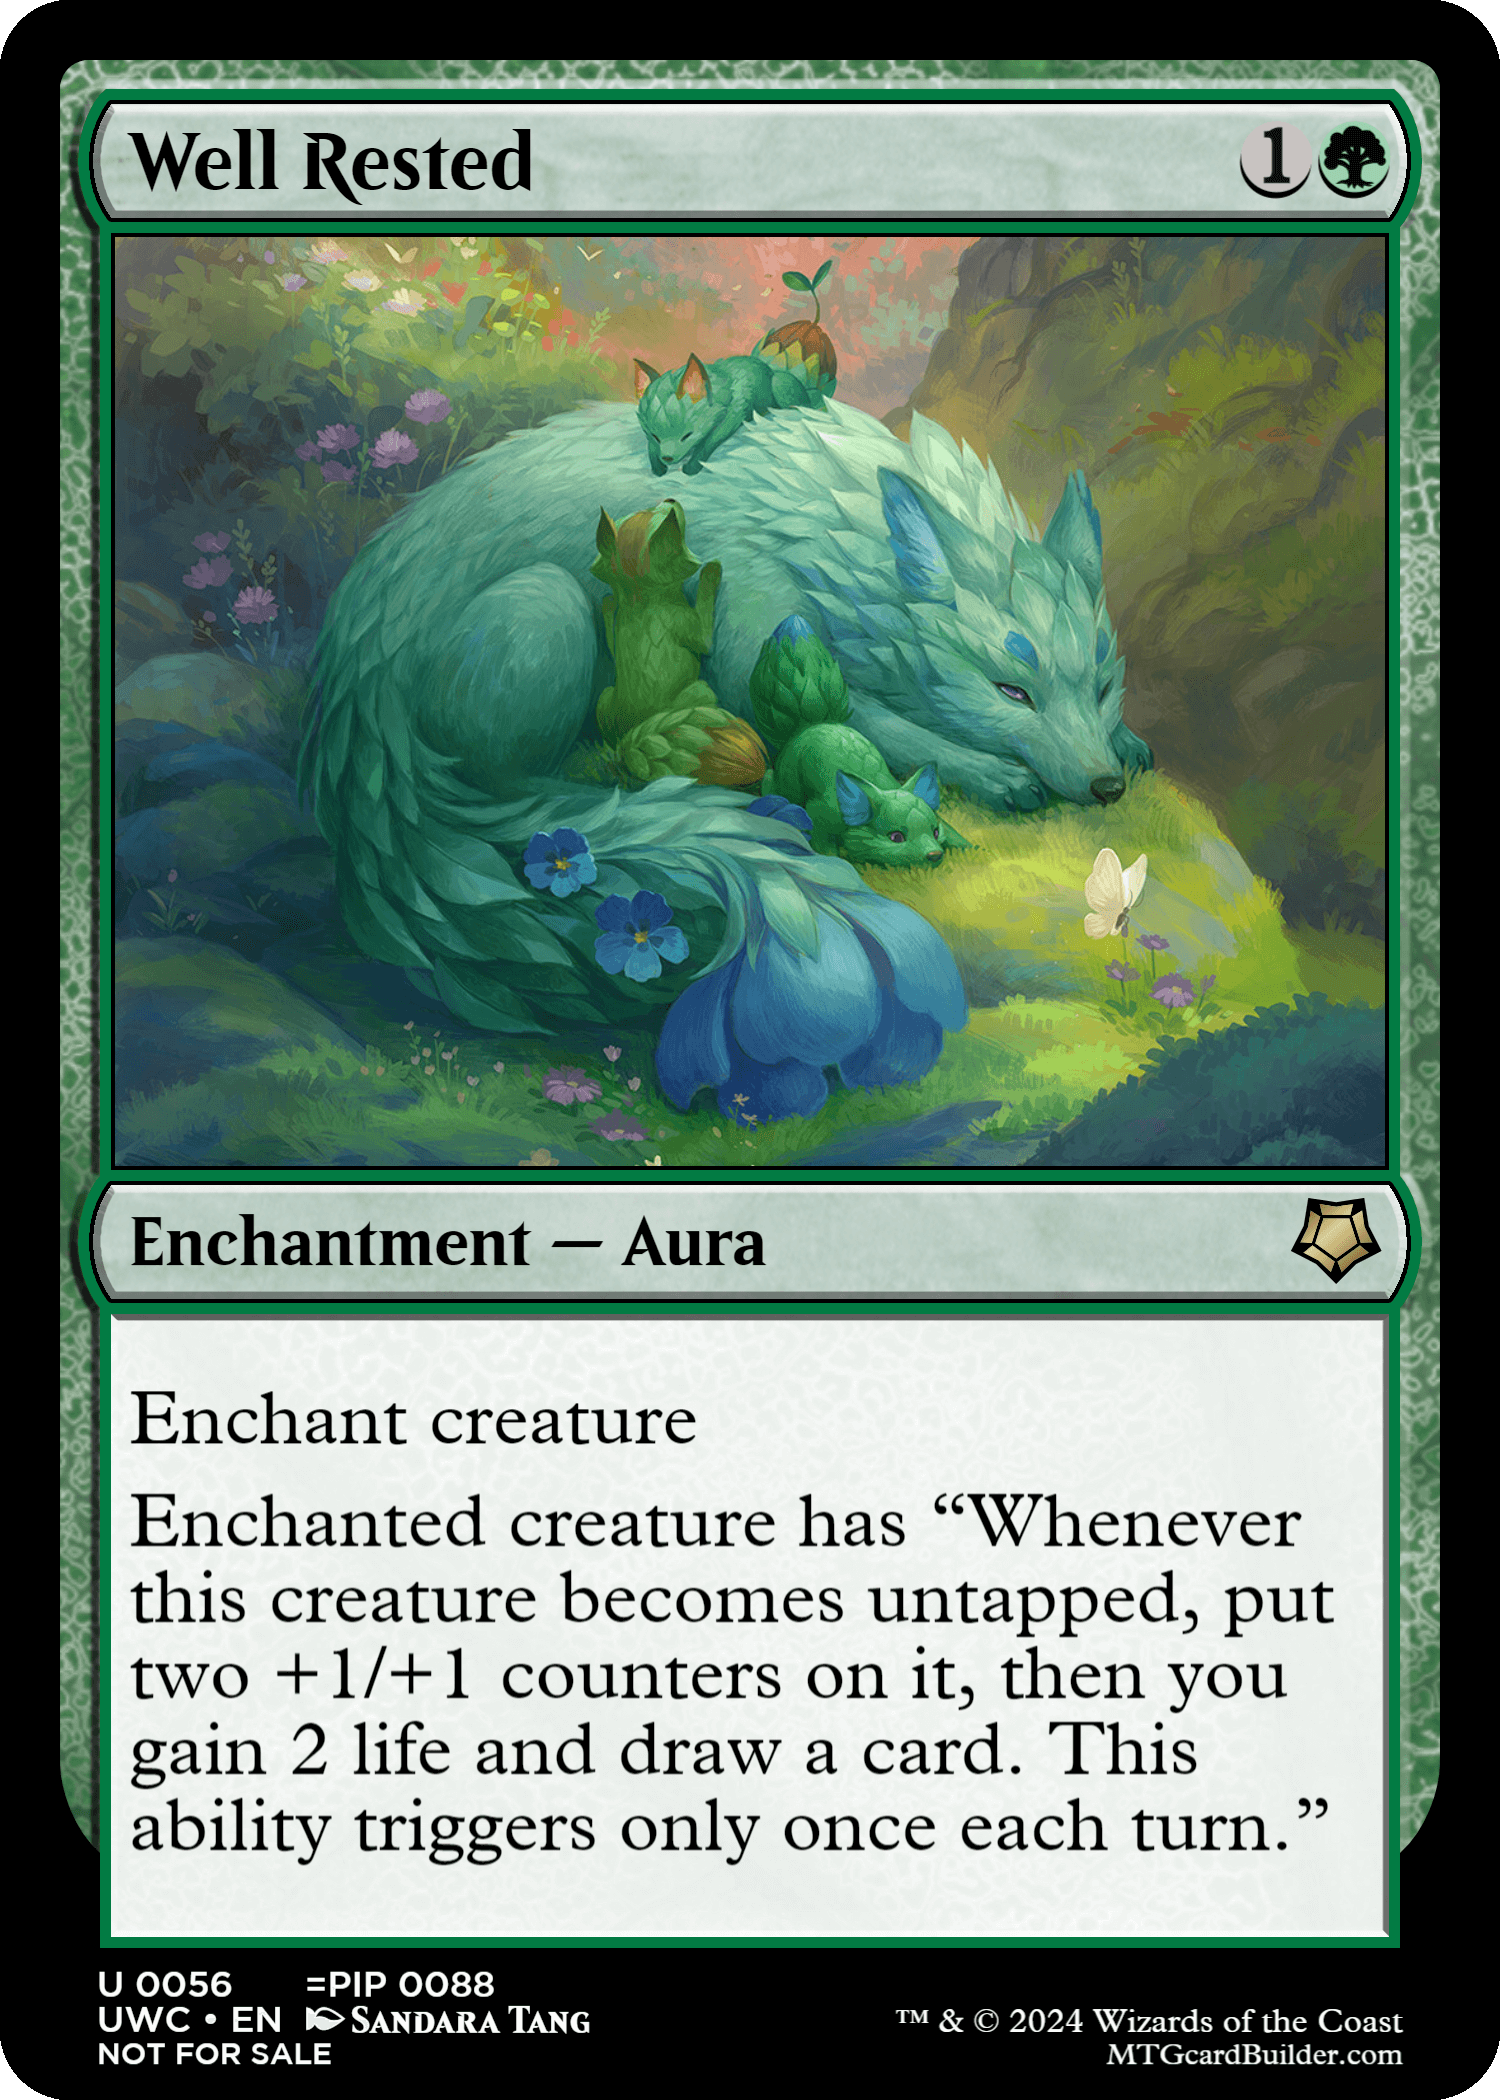 Well Rested 1
Enchantment — Aura
Enchant creature
Enchanted creature has “Whenever
this creature becomes untapped, put
two +1/+1 counters on it, then you
gain 2 life and draw a card. This
ability triggers only once each turn.”
U 0056 =PIP 0088
UWC • EN SANDARA TANG
NOT FOR SALE
™ & © 2024 Wizards of the Coast
MTGcardBuilder.com